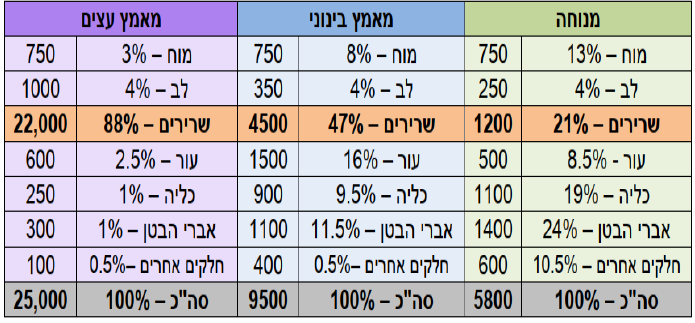 מנוחה מאמץ בינוני מאמץ עצים
מוח – 13% 750 מוח – 8% 750 מוח – 3% 750
לב – 4% 250 לב – 4% 350 לב – 4% 1000
שרירים – 21% 1200 שרירים – 47% 4500 שרירים – 88% 22,000
עור - 8.5% 500 עור – 16% 1500 עור – 2.5% 600
כליה – 19% 1100 כליה – 9.5% 900 כליה – 1% 250
אברי הבטן – 24% 1400 אברי הבטן – 11.5% 1100 אברי הבטן – 1% 300
חלקים אחרים – 10.5% 600 חלקים אחרים – 0.5% 400 חלקים אחרים –0.5% 100
סה"כ – 100% 5800 סה"כ – 100% 9500 סה"כ – 100% 25,000